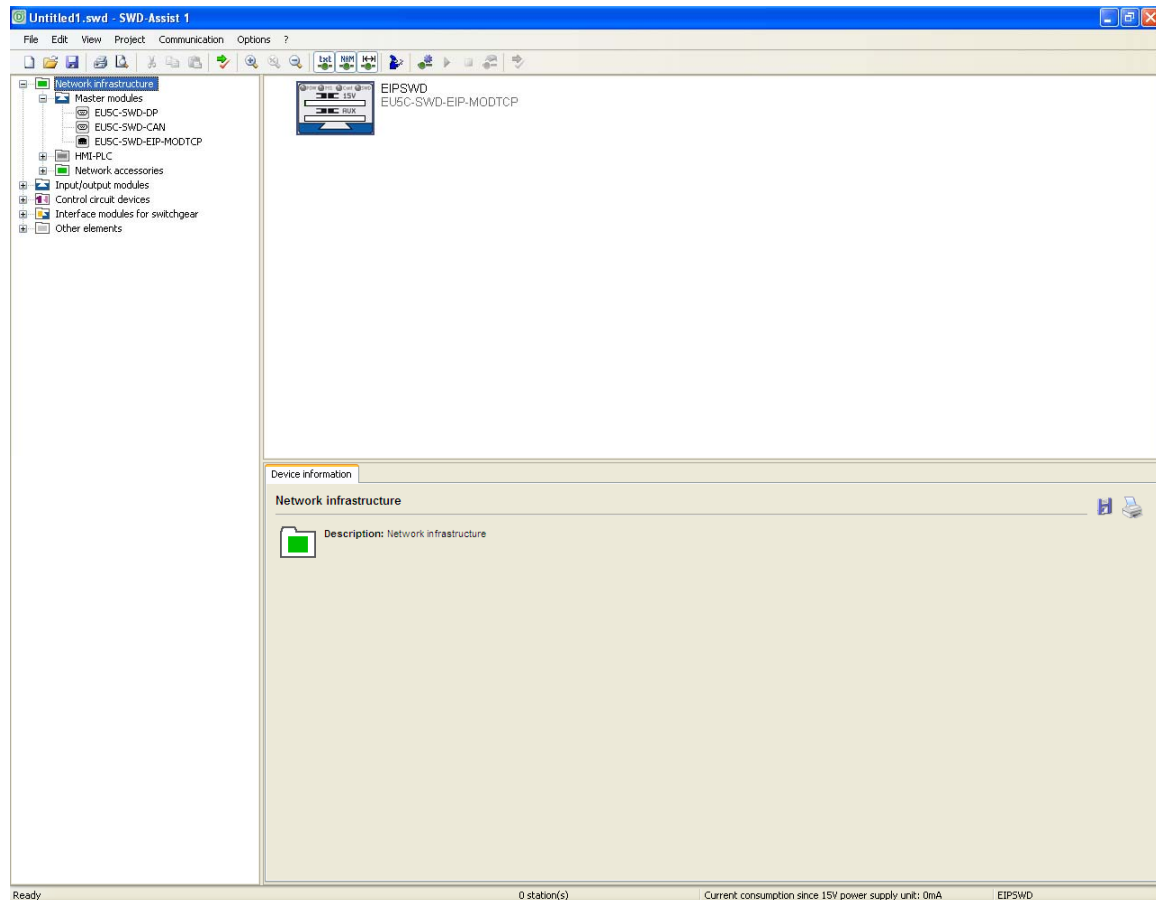 Untitled1.swd - SWD-Assist 1
File Edit View Project Communication Options ?
txt NøM
Network infrastructure
Master modules
EU5C-SWD-DP
EU5C-SWD-CAN
EU5C-SWD-EIP-MODTCP
HMI-PLC
Network accessories
Input/output modules
Control circuit devices
Interface modules for switchgear
Other elements
15V
AUX
EIPSWD
EU5C-SWD-EIP-MODTCP
Device information
Network infrastructure
Description: Network infrastructure
Ready
0 station(s)
Current consumption since 15V power supply unit: 0mA
EIPSWD